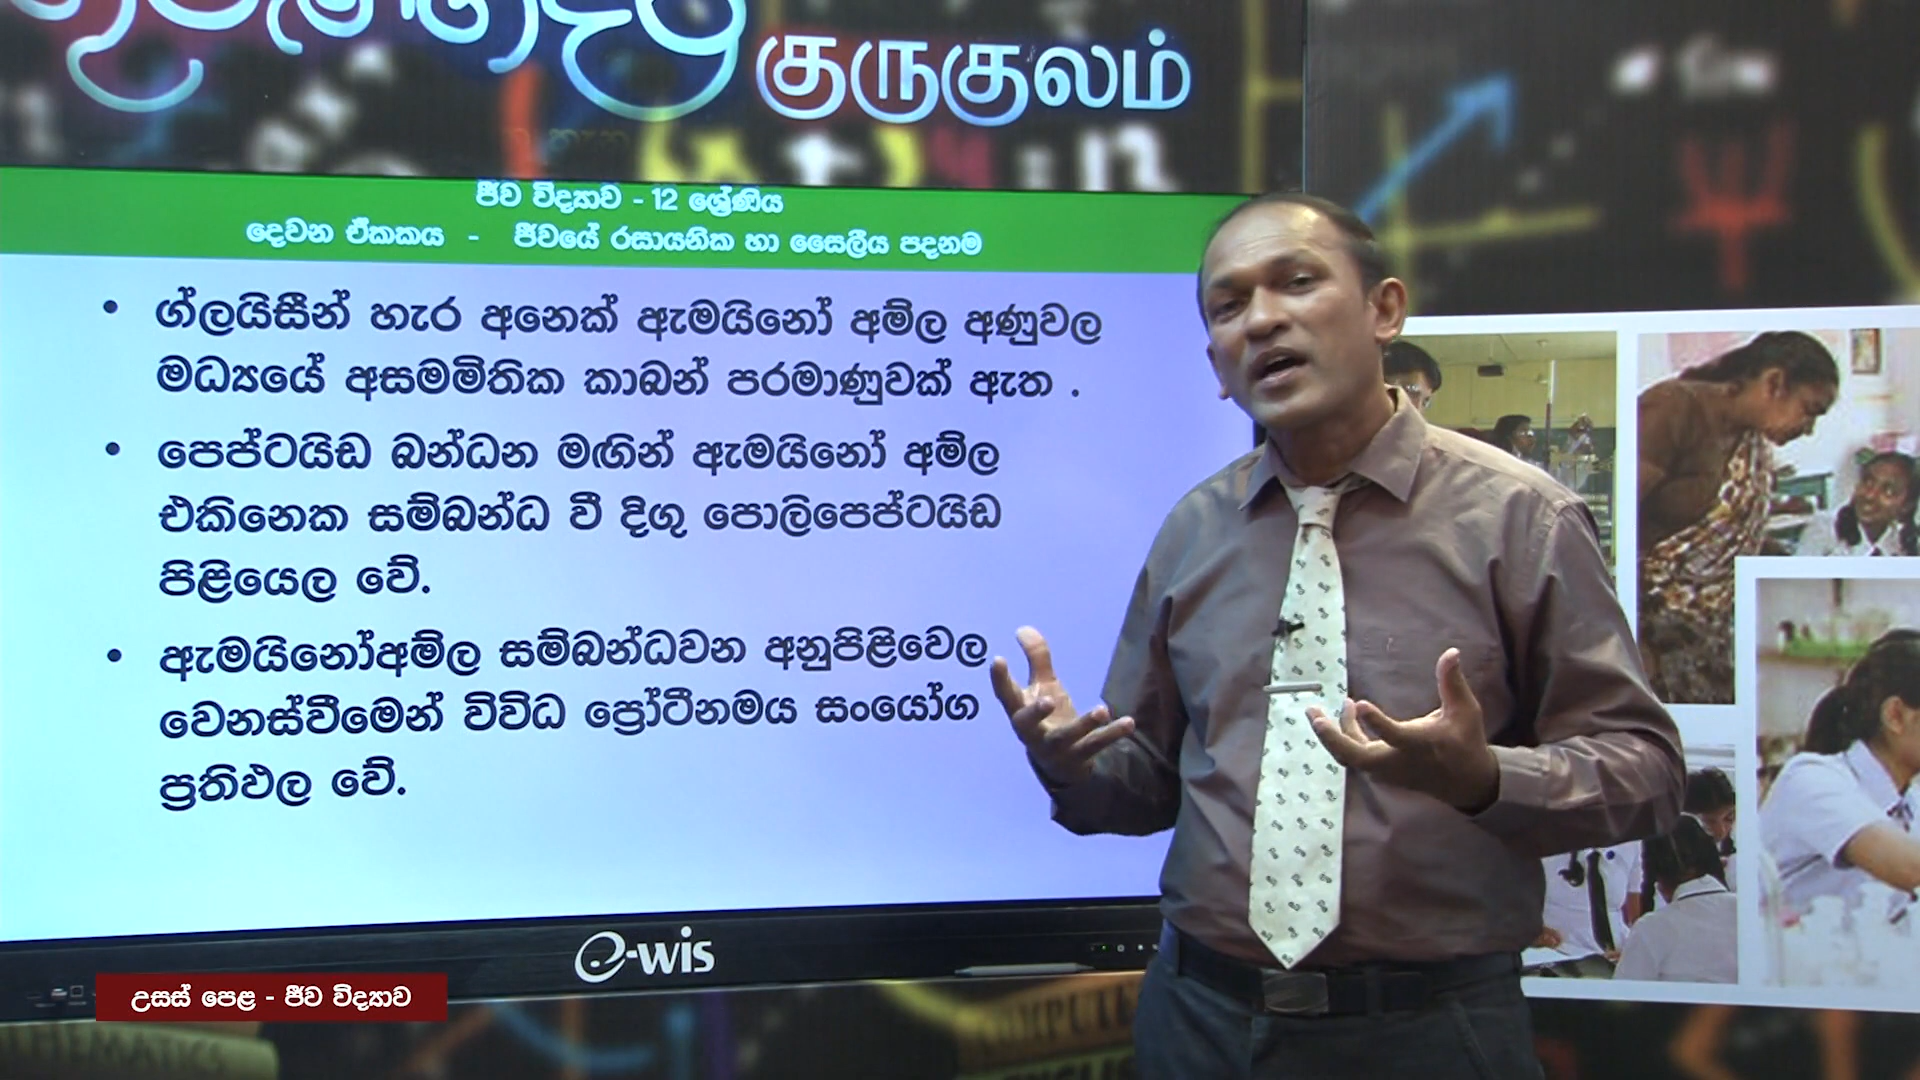 குருகுலம்
ජීව විද්‍යාව - 12 ශ්‍රේණිය
දෙවන ඒකකය - ජීවයේ රසායනික හා සෛලීය පදනම
• ග්ලයිසීන් හැර අනෙක් ඇමයිනෝ අම්ල අණුවල
මධ්‍යයේ අසමමිතික කාබන් පරමාණුවක් ඇත .
• පෙප්ටයිඩ බන්ධන මඟින් ඇමයිනෝ අම්ල
එකිනෙක සම්බන්ධ වී දිගු පොලිපෙප්ටයිඩ
පිළියෙල වේ.
• ඇමයිනෝඅම්ල සම්බන්ධවන අනුපිළිවෙල
වෙනස්වීමෙන් විවිධ ප්‍රෝටීනමය සංයෝග
ප්‍රතිඵල වේ.
e-wis
උසස් පෙළ - ජීව විද්‍යාව